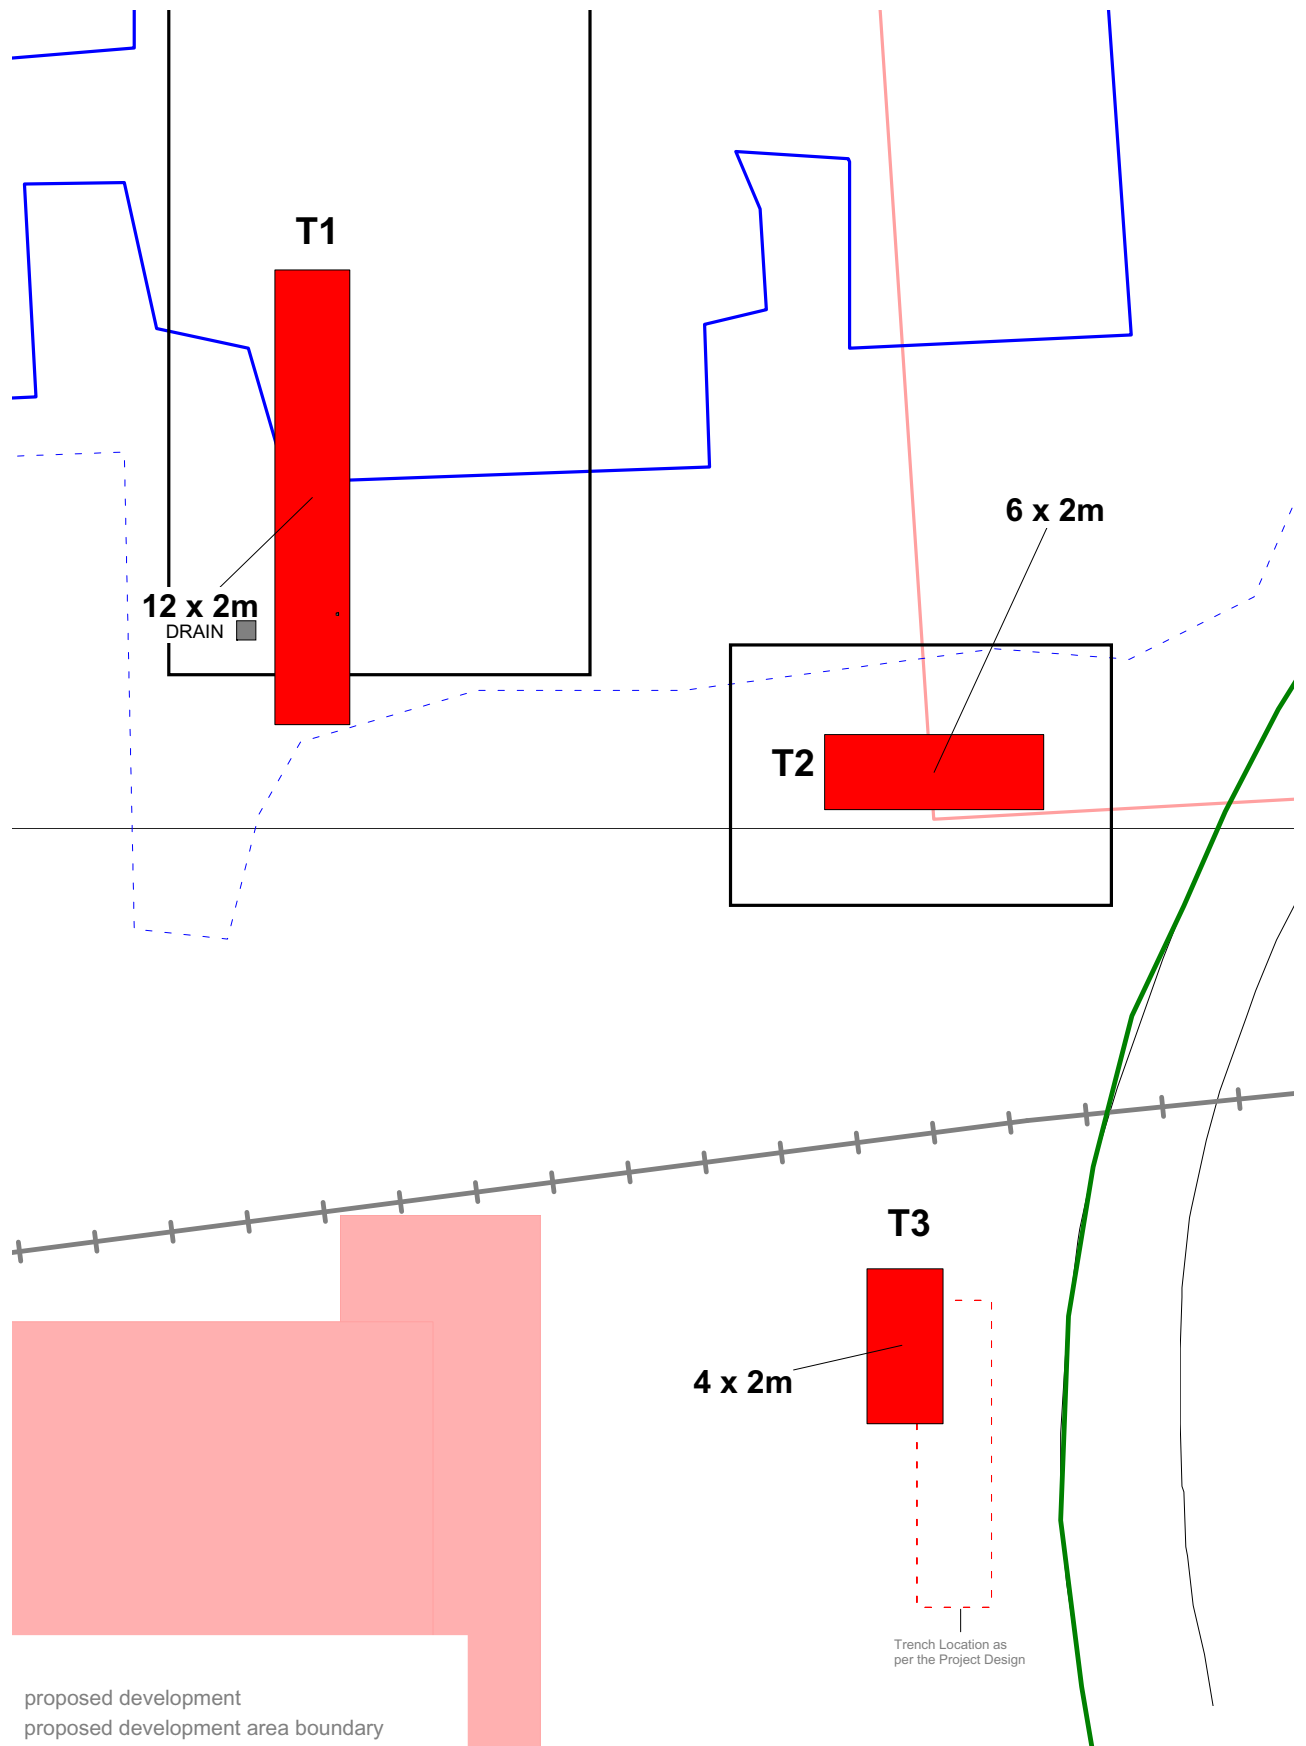 T1
6 x 2m
12 x 2m
DRAIN
T2
T3
4 x 2m
Trench Location as
per the Project Design
proposed development
proposed development area boundary